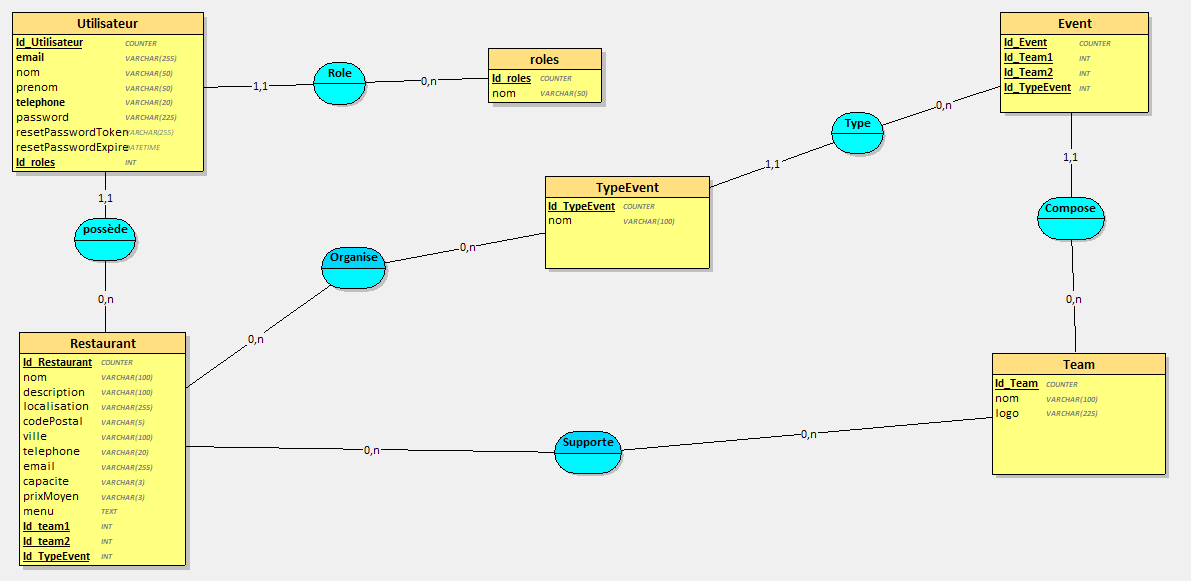 Utilisateur
Id_Utilisateur COUNTER
email VARCHAR(255)
nom VARCHAR(50)
prenom VARCHAR(50)
telephone VARCHAR(20)
password VARCHAR(225)
resetPasswordToken VARCHAR(255)
resetPasswordExpire DATETIME
Id_roles INT
1,1
Role
0,n
roles
Id_roles COUNTER
nom VARCHAR(50)
Event
Id_Event COUNTER
Id_Team1 INT
Id_Team2 INT
Id_TypeEvent INT
0,n
Type
1,1
TypeEvent
Id_TypeEvent COUNTER
nom VARCHAR(100)
1,1
Compose
0,n
1,1
possède
0,n
Organise
0,n
0,n
Restaurant
Id_Restaurant COUNTER
nom VARCHAR(100)
description VARCHAR(100)
localisation VARCHAR(255)
codePostal VARCHAR(5)
ville VARCHAR(100)
telephone VARCHAR(20)
email VARCHAR(255)
capacite VARCHAR(3)
prixMoyen VARCHAR(3)
menu TEXT
Id_team1 INT
Id_team2 INT
Id_TypeEvent INT
0,n
Supporte
0,n
Team
Id_Team COUNTER
nom VARCHAR(100)
logo VARCHAR(225)